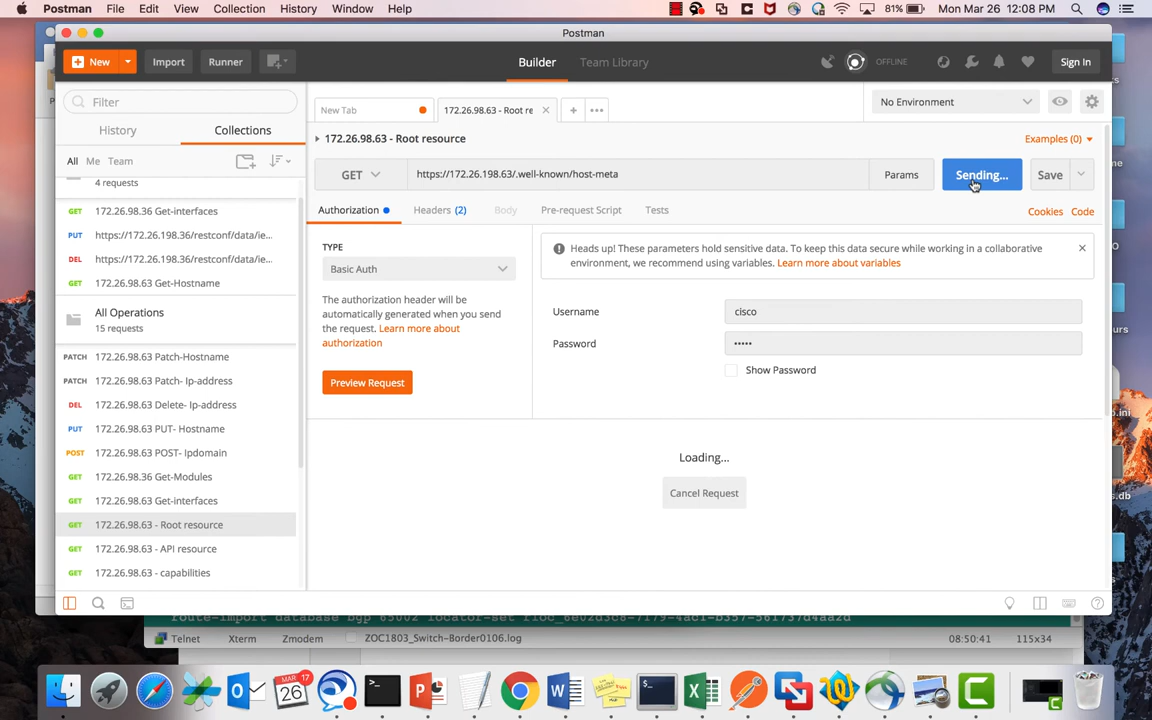 Postman File Edit View Collection History Window Help
81% Mon Mar 26 12:08 PM
Postman
New
Import
Runner
Builder
Team Library
OFFLINE
Sign In
Filter
New Tab
172.26.98.63 - Root re
No Environment
History
Collections
172.26.98.63 - Root resource
Examples (0)
All Me Team
GET
https://172.26.198.63/.well-known/host-meta
Params
Sending...
Save
4 requests
GET 172.26.98.36 Get-interfaces
PUT https://172.26.198.36/restconf/data/ie...
DEL https://172.26.198.36/restconf/data/ie...
GET 172.26.98.63 Get-Hostname
All Operations
15 requests
PATCH 172.26.98.63 Patch-Hostname
PATCH 172.26.98.63 Patch- Ip-address
DEL 172.26.98.63 Delete- Ip-address
PUT 172.26.98.63 PUT- Hostname
POST 172.26.98.63 POST- Ipdomain
GET 172.26.98.36 Get-Modules
GET 172.26.98.63 Get-interfaces
GET 172.26.98.63 - Root resource
GET 172.26.98.63 - API resource
GET 172.26.98.63 - capabilities
Authorization
Headers (2)
Body
Pre-request Script
Tests
Cookies
Code
TYPE
Basic Auth
The authorization header will be
automatically generated when you send
the request. Learn more about
authorization
Preview Request
Heads up! These parameters hold sensitive data. To keep this data secure while working in a collaborative
environment, we recommend using variables. Learn more about variables
Username
cisco
Password
•••••
Show Password
Loading...
Cancel Request
Telnet Xterm Zmodem ZOC1803_Switch-Border0106.log 08:50:41 115x34
MAR 17
26